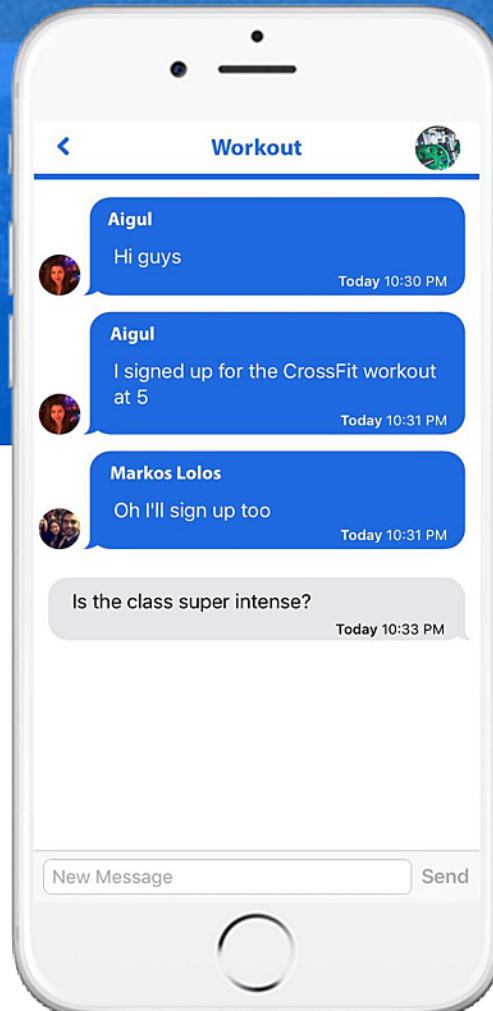 Workout
Aigul
Hi guys
Today 10:30 PM
Aigul
I signed up for the CrossFit workout
at 5
Today 10:31 PM
Markos Lolos
Oh I'll sign up too
Today 10:31 PM
Is the class super intense?
Today 10:33 PM
New Message
Send